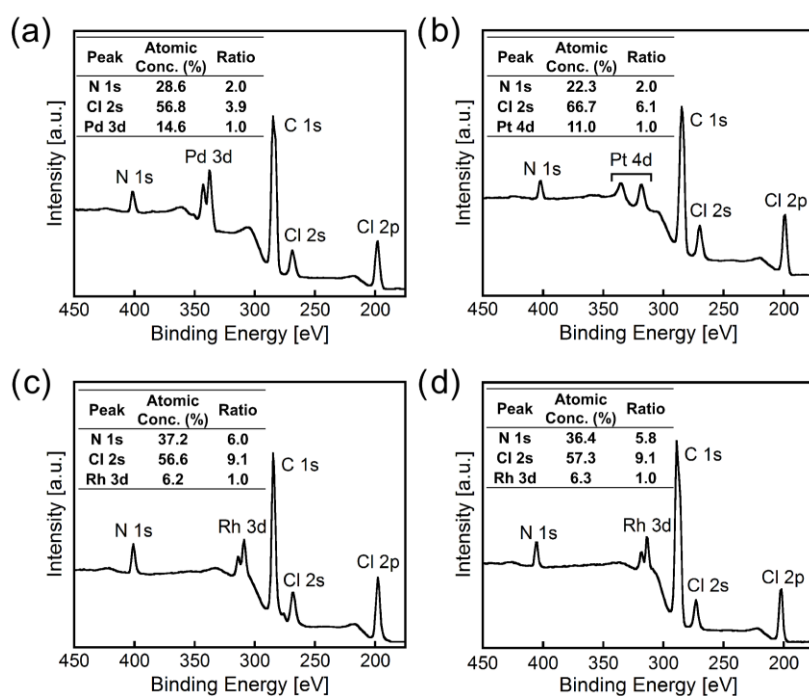 (a)
Peak Atomic Conc. (%) Ratio
N 1s 28.6 2.0
Cl 2s 56.8 3.9
Pd 3d 14.6 1.0
C 1s
Pd 3d
N 1s
Cl 2s
Cl 2p
Intensity [a.u.]
450 400 350 300 250 200
Binding Energy [eV]
(b)
Peak Atomic Conc. (%) Ratio
N 1s 22.3 2.0
Cl 2s 66.7 6.1
Pt 4d 11.0 1.0
C 1s
Pt 4d
N 1s
Cl 2s
Cl 2p
Intensity [a.u.]
450 400 350 300 250 200
Binding Energy [eV]
(c)
Peak Atomic Conc. (%) Ratio
N 1s 37.2 6.0
Cl 2s 56.6 9.1
Rh 3d 6.2 1.0
C 1s
Rh 3d
N 1s
Cl 2s
Cl 2p
Intensity [a.u.]
450 400 350 300 250 200
Binding Energy [eV]
(d)
Peak Atomic Conc. (%) Ratio
N 1s 36.4 5.8
Cl 2s 57.3 9.1
Rh 3d 6.3 1.0
C 1s
Rh 3d
N 1s
Cl 2s
Cl 2p
Intensity [a.u.]
450 400 350 300 250 200
Binding Energy [eV]